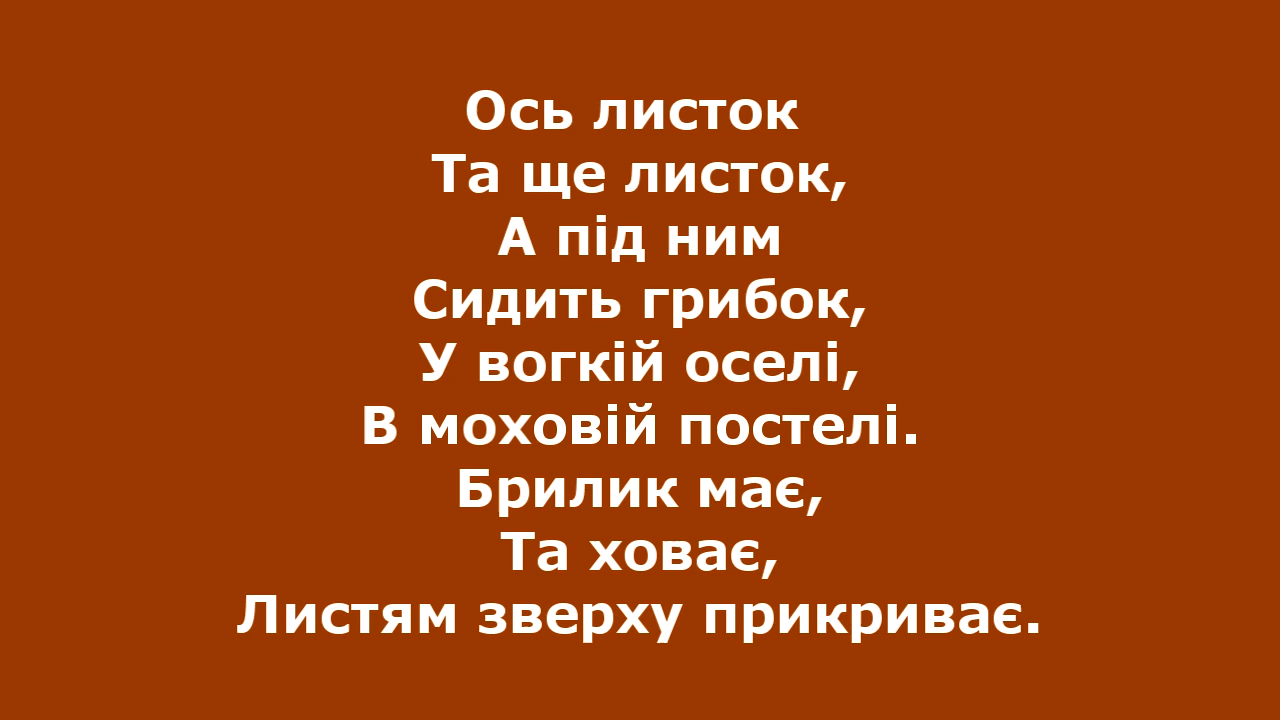 Ось листок
Та ще листок,
А під ним
Сидить грибок,
У вогкій оселі,
В моховій постелі.
Брилик має,
Та ховає,
Листям зверху прикриває.